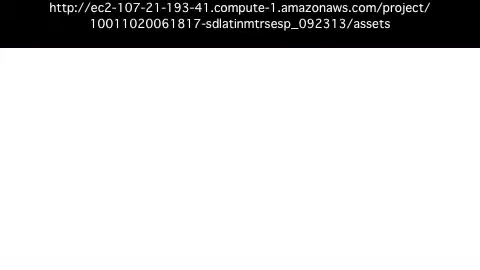 http://ec2-107-21-193-41.compute-1.amazonaws.com/project/
10011020061817-sdlatinmtrsesp_092313/assets